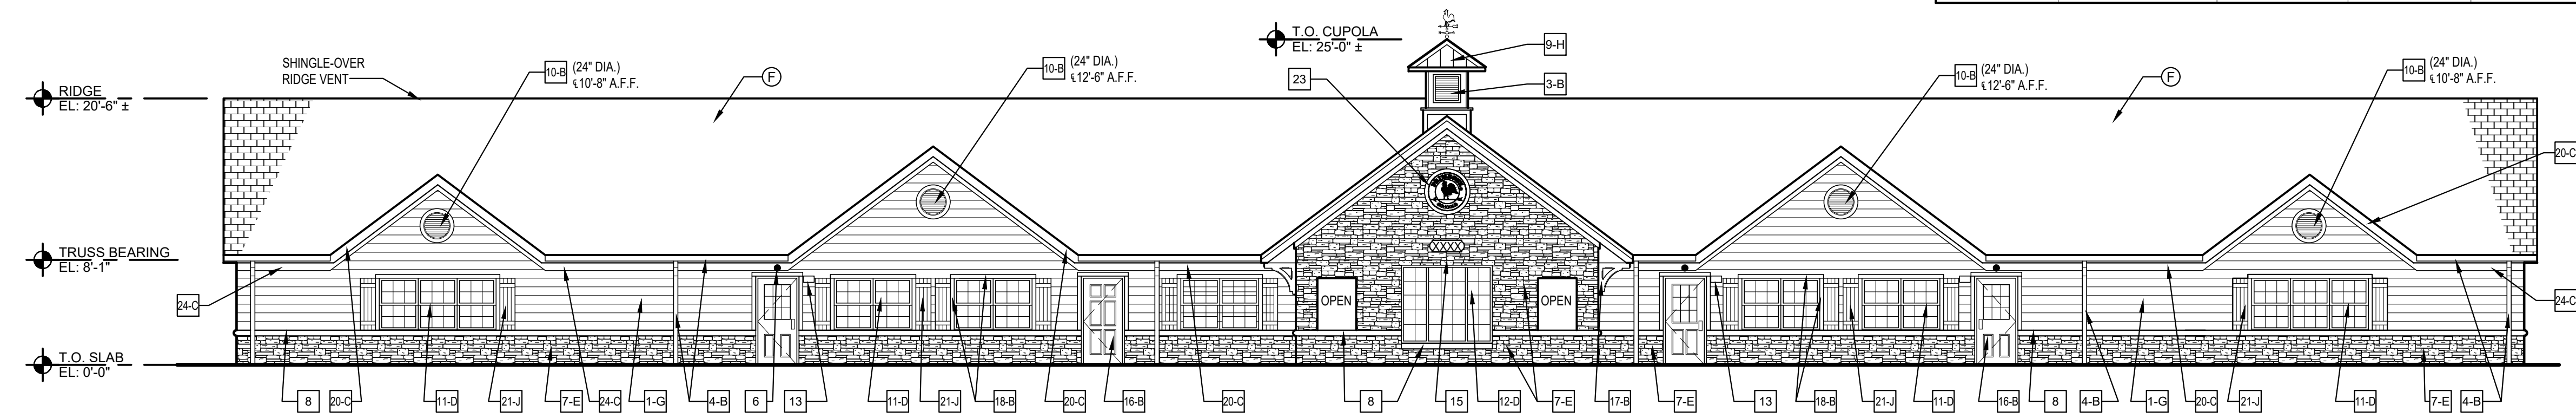 T.O. CUPOLA
EL: 25'-0" ±
9-H
SHINGLE-OVER
RIDGE VENT
10-B (24" DIA.)
℄10'-8" A.F.F.
F
10-B (24" DIA.)
℄12'-6" A.F.F.
23
3-B
10-B (24" DIA.)
℄12'-6" A.F.F.
F
10-B (24" DIA.)
℄10'-8" A.F.F.
RIDGE
EL: 20'-6" ±
20-C
XXXX
TRUSS BEARING
EL: 8'-1"
24-C
OPEN
OPEN
24-C
T.O. SLAB
EL: 0'-0"
8 20-C 11-D 21-J 7-E 24-C 1-G 4-B 6 13 11-D 21-J 18-B 20-C 16-B 20-C 8 15 12-D 7-E 17-B 7-E 13 18-B 21-J 11-D 16-B 8 4-B 1-G 20-C 21-J 11-D 7-E 4-B